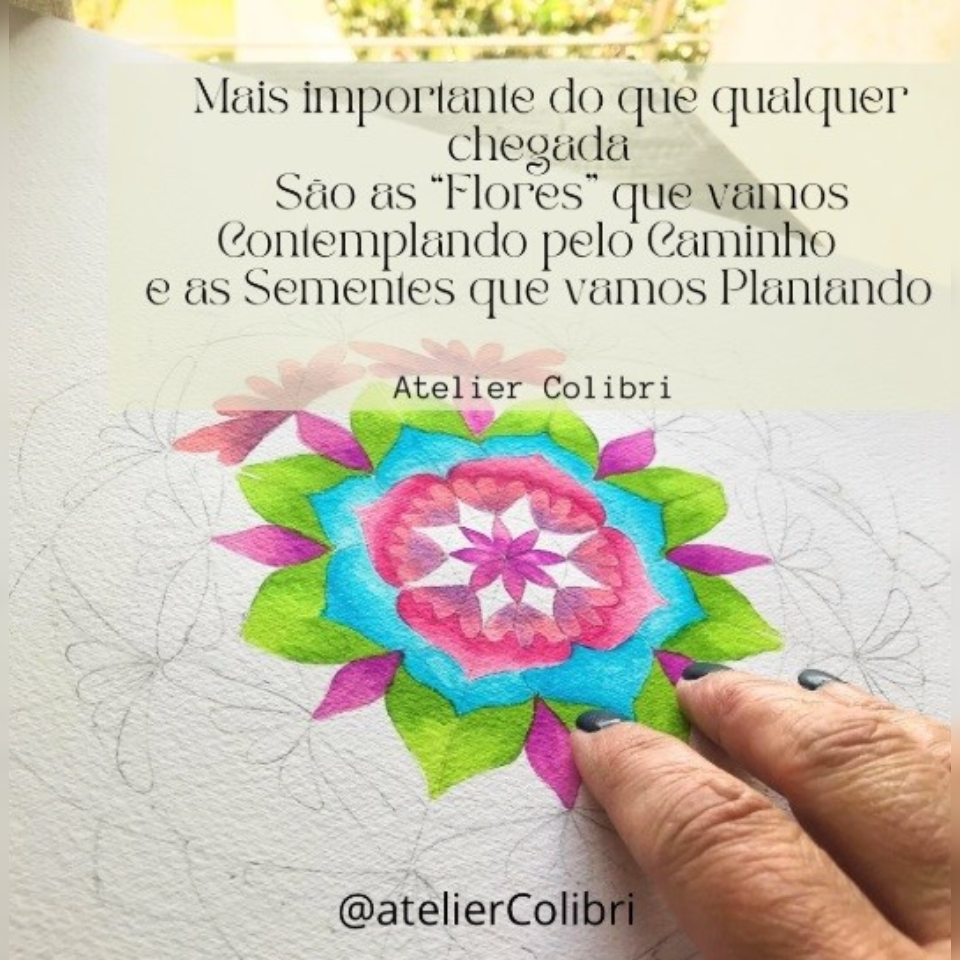 Mais importante do que qualquer
chegada
São as “Flores” que vamos
Contemplando pelo Caminho
e as Sementes que vamos Plantando
Atelier Colibri
@atelierColibri